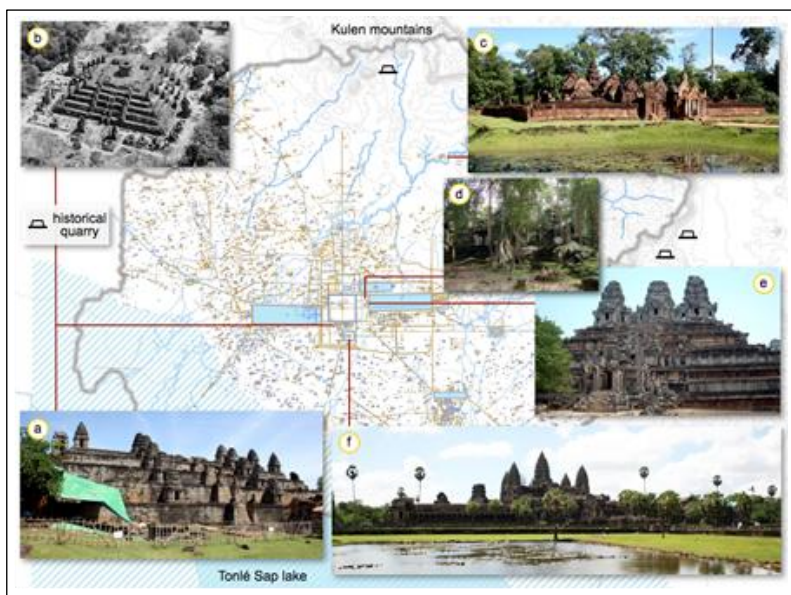 b
Kulen mountains
c
historical
quarry
d
e
a
f
Tonlé Sap lake